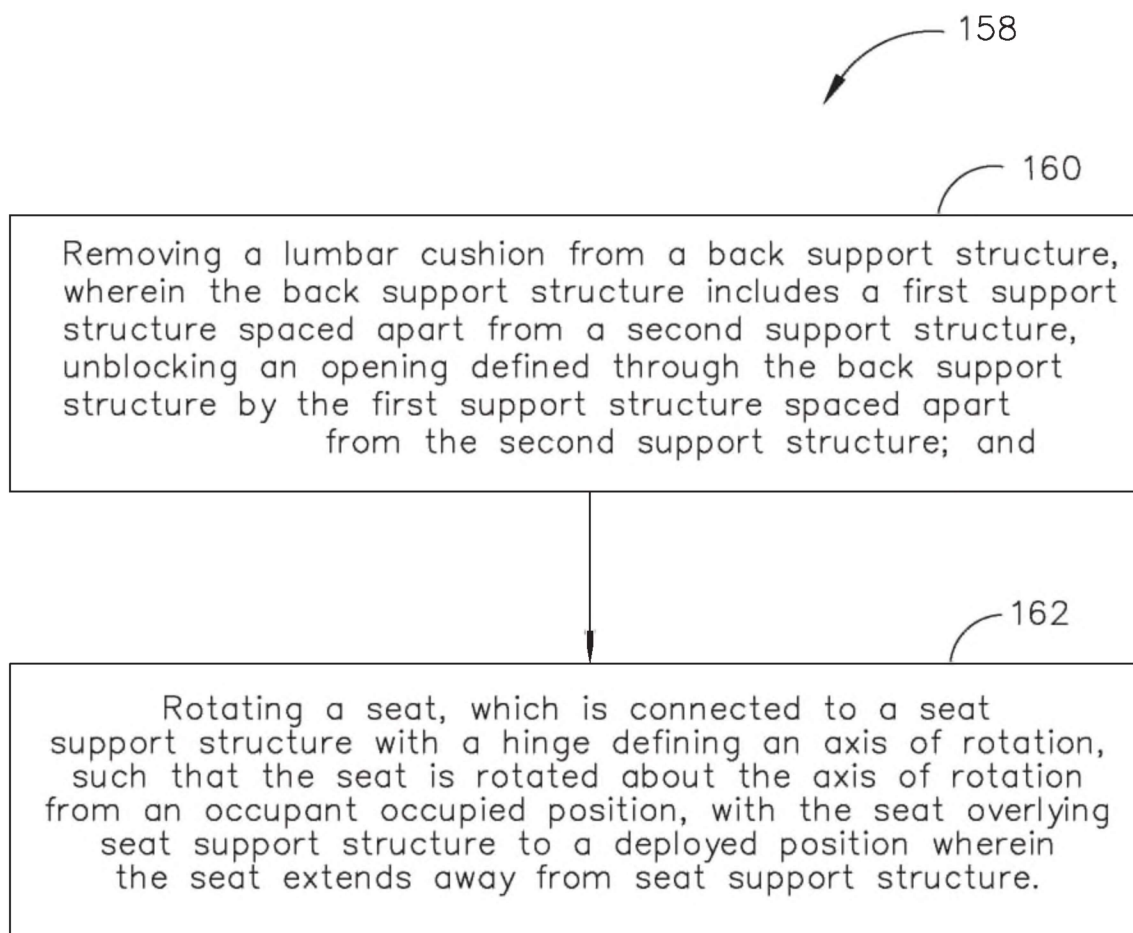 158
160
Removing a lumbar cushion from a back support structure,
wherein the back support structure includes a first support
structure spaced apart from a second support structure,
unblocking an opening defined through the back support
structure by the first support structure spaced apart
from the second support structure; and
162
Rotating a seat, which is connected to a seat
support structure with a hinge defining an axis of rotation,
such that the seat is rotated about the axis of rotation
from an occupant occupied position, with the seat overlying
seat support structure to a deployed position wherein
the seat extends away from seat support structure.